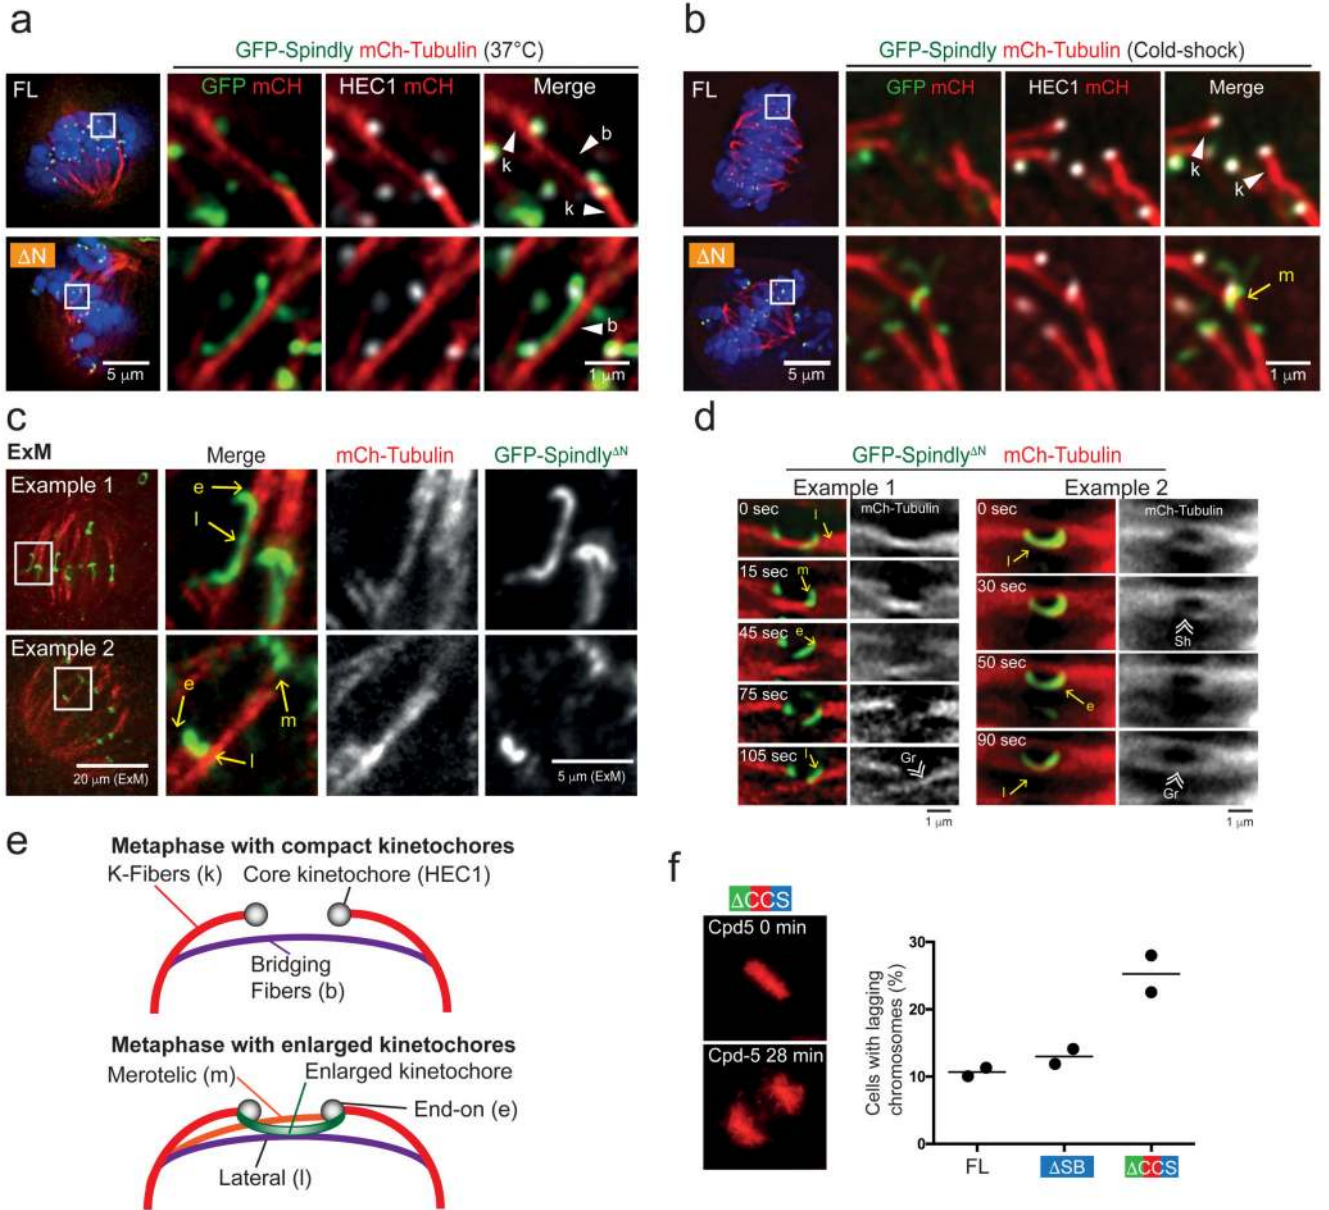 a
GFP-Spindly mCh-Tubulin (37°C)
FL
GFP mCH
HEC1 mCH
Merge
k
b
k
ΔN
b
5 μm
1 μm
b
GFP-Spindly mCh-Tubulin (Cold-shock)
FL
GFP mCH
HEC1 mCH
Merge
k
k
ΔN
m
5 μm
1 μm
c
ExM
Merge
mCh-Tubulin
GFP-Spindly^ΔN
Example 1
e
l
Example 2
e
m
l
20 μm (ExM)
5 μm (ExM)
d
GFP-Spindly^ΔN mCh-Tubulin
Example 1
Example 2
0 sec
l
mCh-Tubulin
15 sec
m
45 sec
e
75 sec
105 sec
l
Gr
1 μm
0 sec
l
mCh-Tubulin
30 sec
Sh
50 sec
e
90 sec
l
Gr
1 μm
e
Metaphase with compact kinetochores
K-Fibers (k)
Core kinetochore (HEC1)
Bridging
Fibers (b)
Metaphase with enlarged kinetochores
Merotelic (m)
Enlarged kinetochore
End-on (e)
Lateral (l)
f
ΔCCS
Cpd5 0 min
Cpd-5 28 min
Cells with lagging
chromosomes (%)
30
20
10
0
FL
ΔSB
ΔCCS